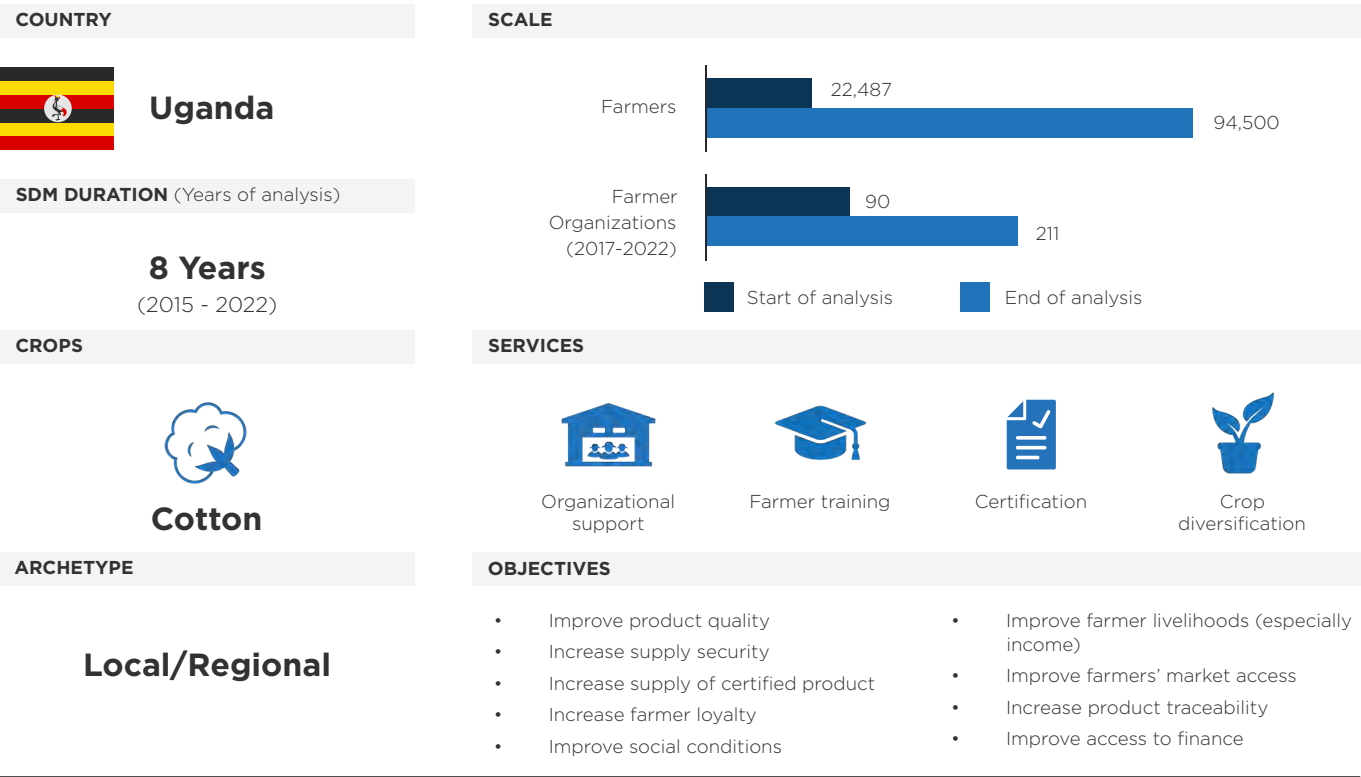 COUNTRY
Uganda
SDM DURATION (Years of analysis)
8 Years
(2015 - 2022)
CROPS
Cotton
ARCHETYPE
Local/Regional
SCALE
Farmers
22,487
94,500
Farmer
Organizations
(2017-2022)
90
211
Start of analysis
End of analysis
SERVICES
Organizational
support
Farmer training
Certification
Crop
diversification
OBJECTIVES
• Improve product quality
• Increase supply security
• Increase supply of certified product
• Increase farmer loyalty
• Improve social conditions
• Improve farmer livelihoods (especially
income)
• Improve farmers’ market access
• Increase product traceability
• Improve access to finance